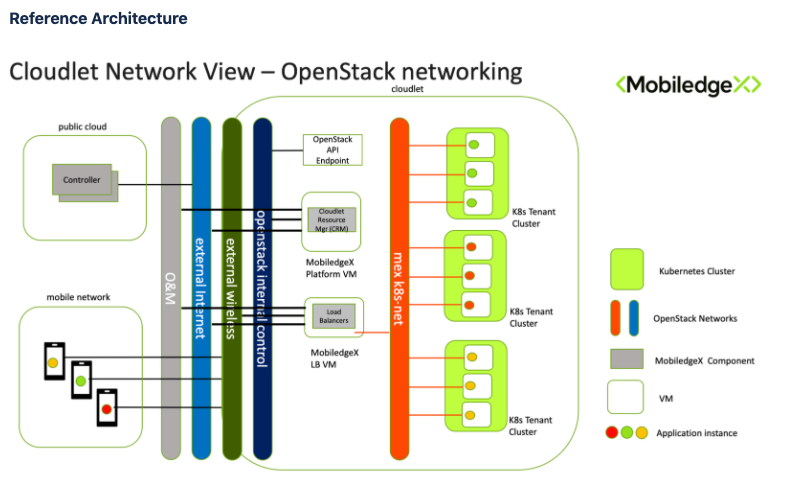 Reference Architecture
Cloudlet Network View – OpenStack networking
<MobiledgeX>
cloudlet
public cloud
Controller
OpenStack
API
Endpoint
Cloudlet
Resource
Mgr (CRM)
MobiledgeX
Platform VM
K8s Tenant
Cluster
O&M
external Internet
external wireless
openstack internal control
mex k8s-net
mobile network
Load
Balancers
MobiledgeX
LB VM
K8s Tenant
Cluster
K8s Tenant
Cluster
Kubernetes Cluster
OpenStack Networks
MobiledgeX Component
VM
Application instance